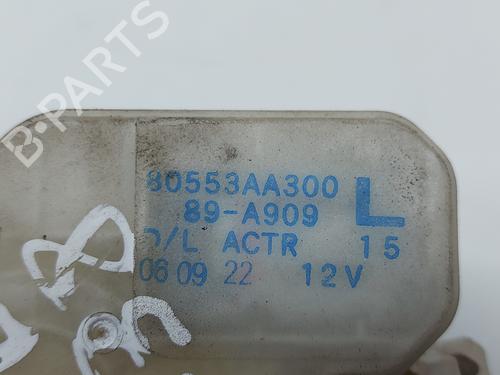 B-PARTS
80553AA300
89-A909 L
D/L ACTR 15
06 09 22 12V